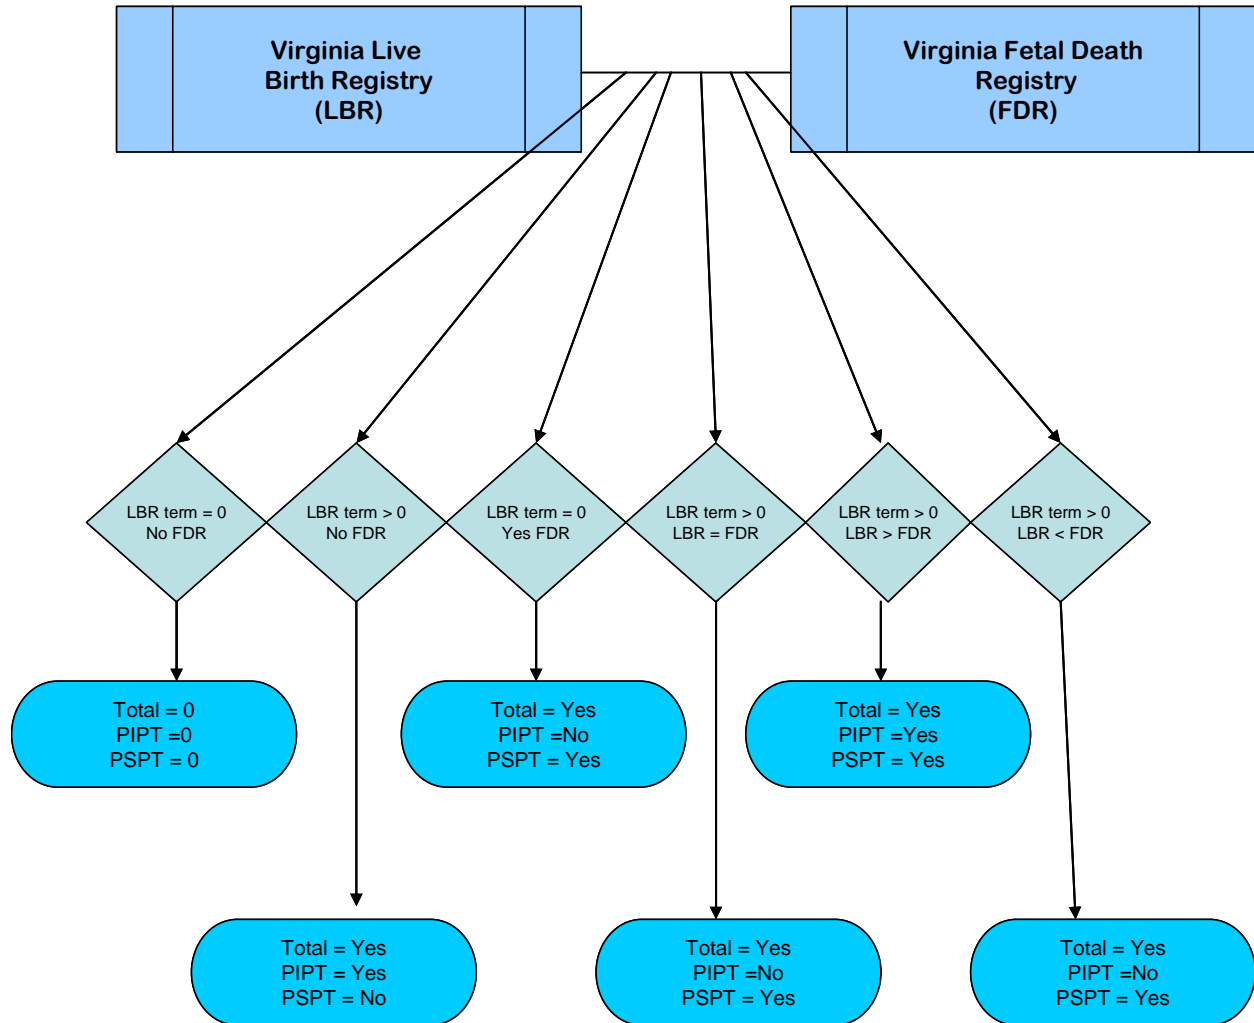 Virginia Live
Birth Registry
(LBR)
Virginia Fetal Death
Registry
(FDR)
LBR term = 0
No FDR
LBR term > 0
No FDR
LBR term = 0
Yes FDR
LBR term > 0
LBR = FDR
LBR term > 0
LBR > FDR
LBR term > 0
LBR < FDR
Total = 0
PIPT =0
PSPT = 0
Total = Yes
PIPT =No
PSPT = Yes
Total = Yes
PIPT =Yes
PSPT = Yes
Total = Yes
PIPT = Yes
PSPT = No
Total = Yes
PIPT =No
PSPT = Yes
Total = Yes
PIPT =No
PSPT = Yes